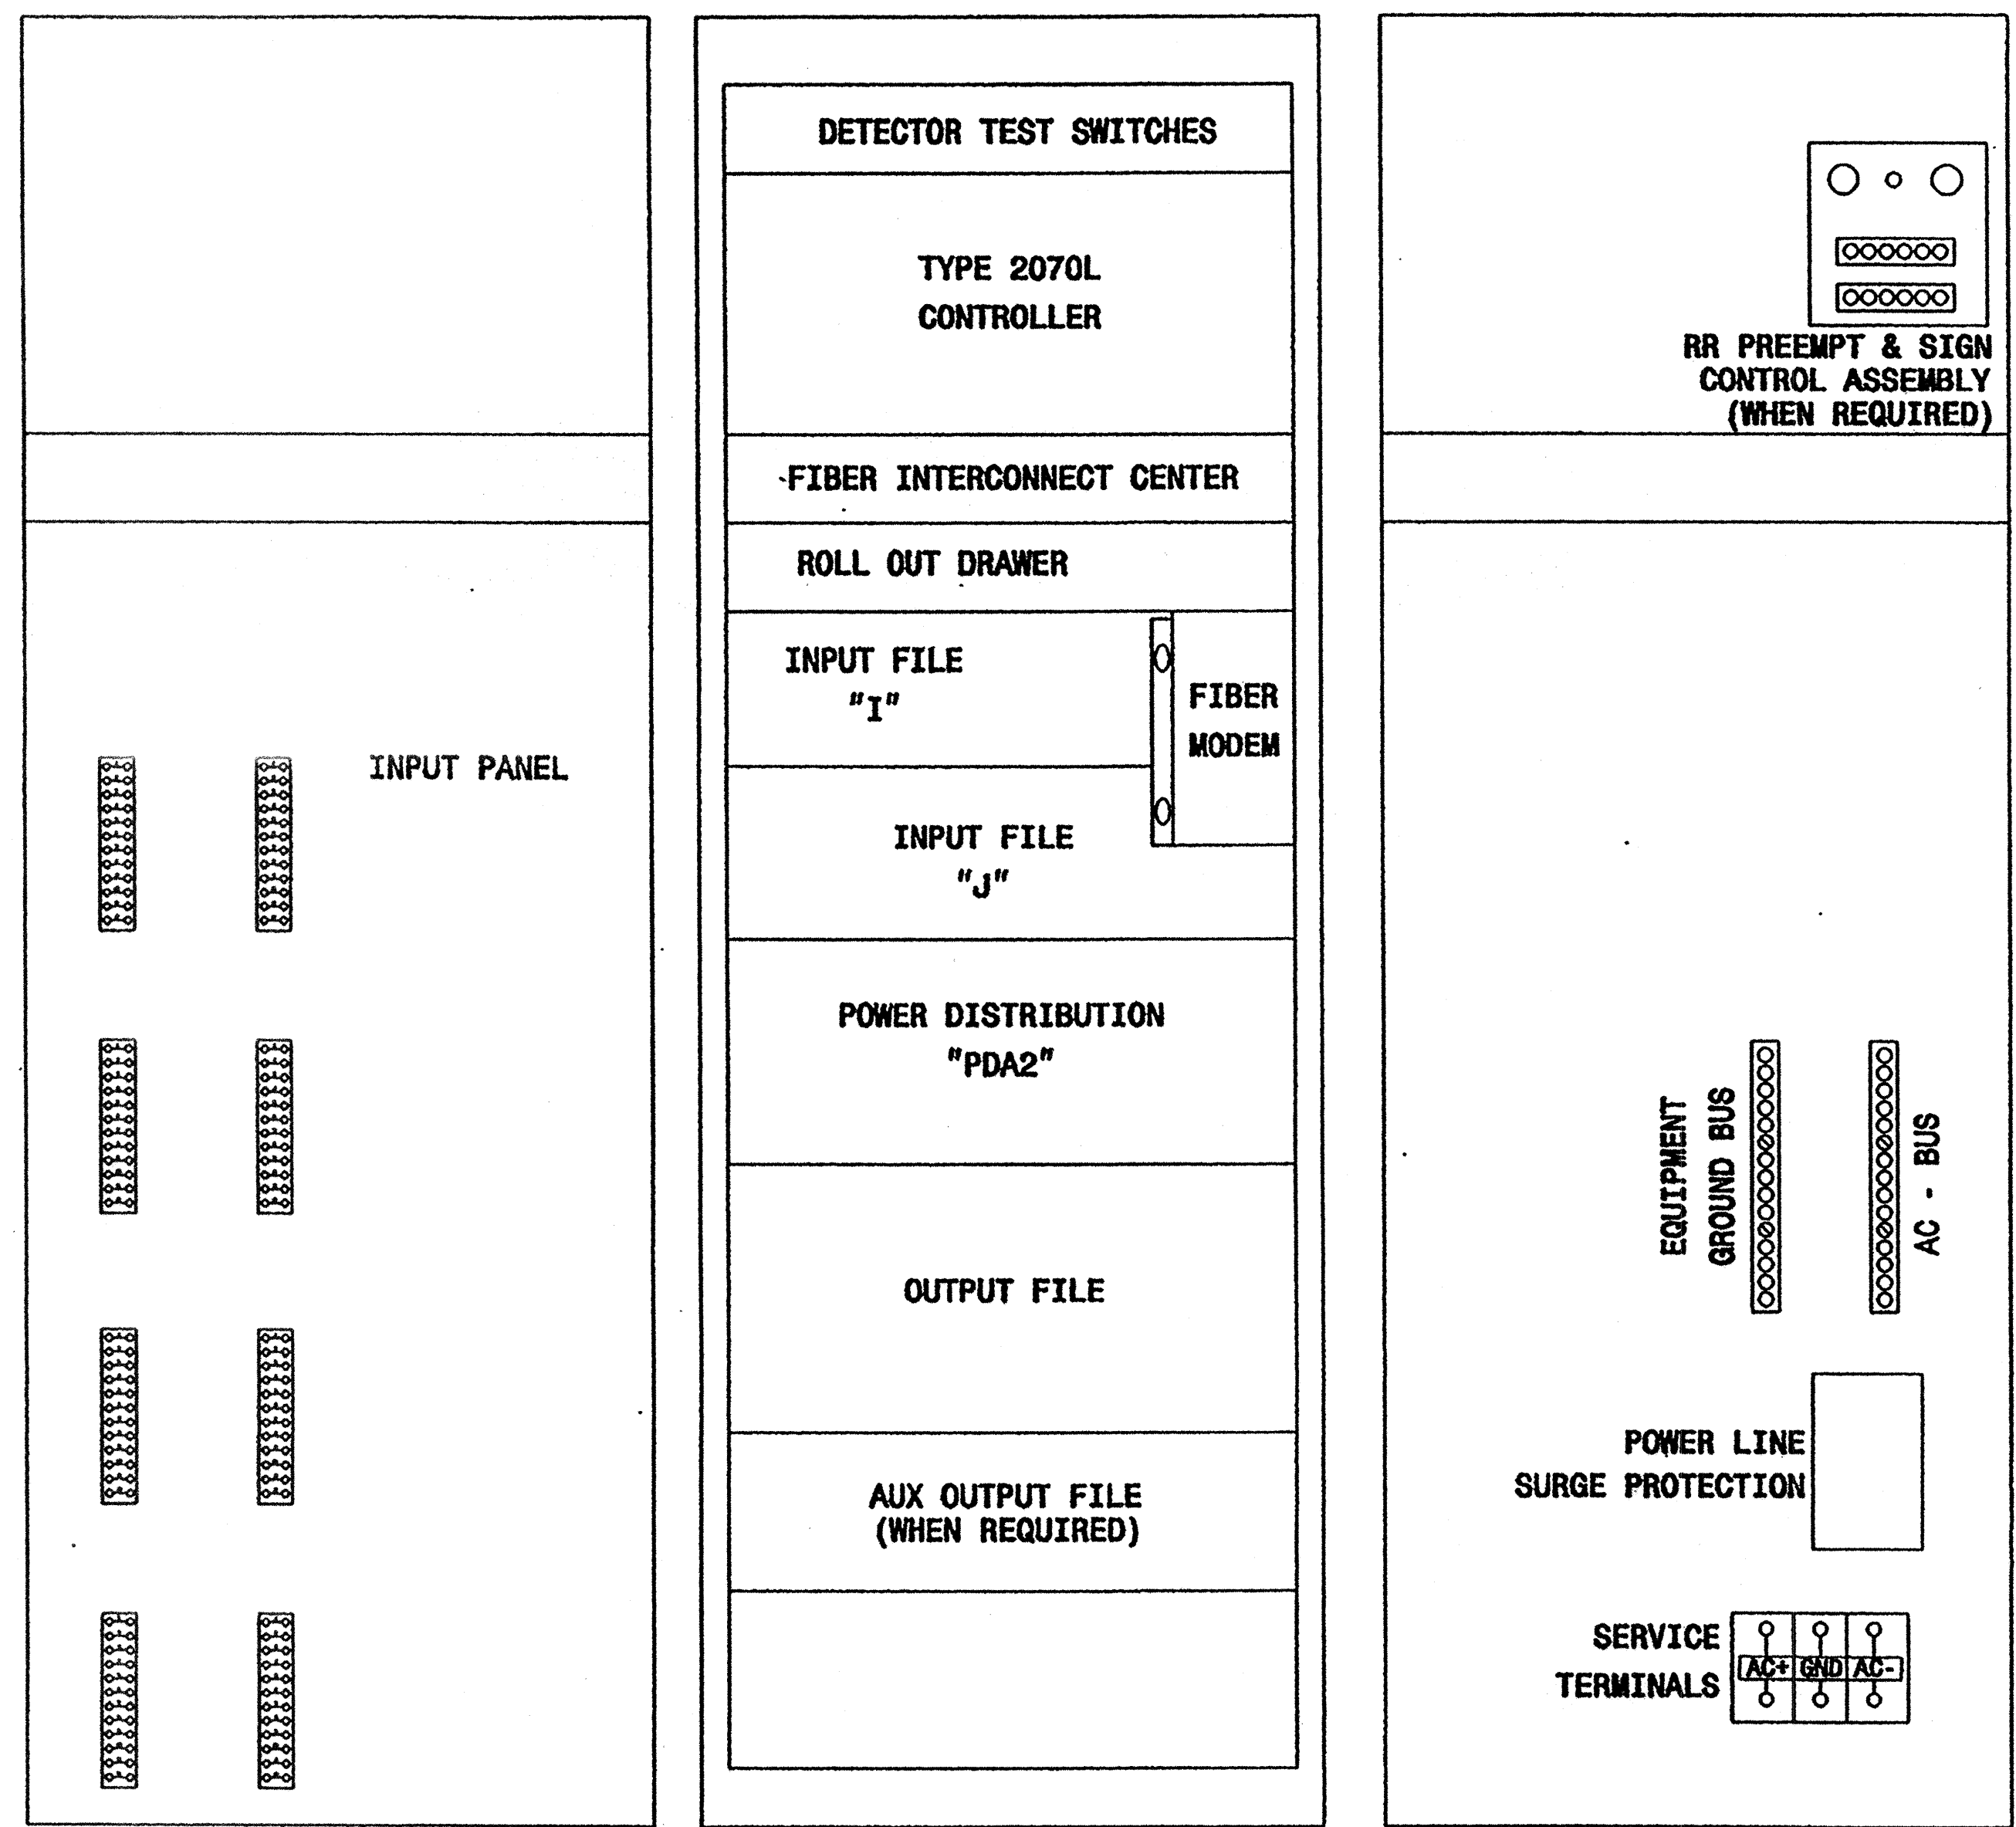 INPUT PANEL
DETECTOR TEST SWITCHES
TYPE 2070L
CONTROLLER
FIBER INTERCONNECT CENTER
ROLL OUT DRAWER
INPUT FILE
"I"
FIBER
MODEM
INPUT FILE
"J"
POWER DISTRIBUTION
"PDA2"
OUTPUT FILE
AUX OUTPUT FILE
(WHEN REQUIRED)
RR PREEMPT & SIGN
CONTROL ASSEMBLY
(WHEN REQUIRED)
EQUIPMENT
GROUND BUS
AC - BUS
POWER LINE
SURGE PROTECTION
SERVICE
TERMINALS
AC+ GND AC-